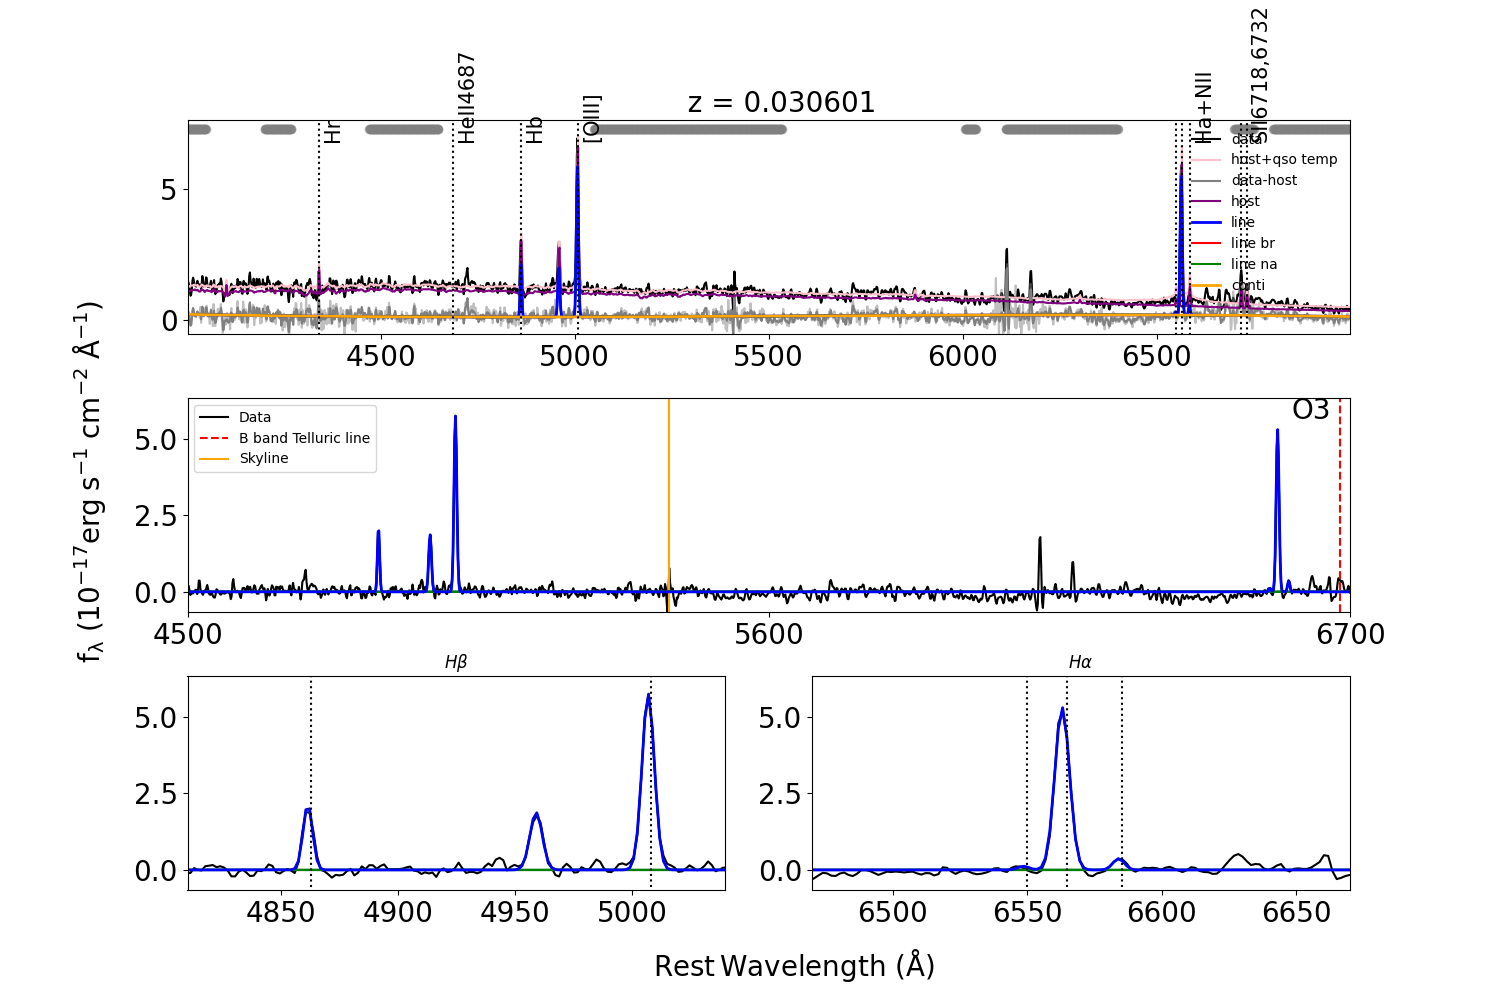 z = 0.030601
Hr
HeII4687
Hb
[OIII]
Ha+NII
SII6718,6732
data
host+qso temp
data-host
host
line
line br
line na
conti
5
0
4500 5000 5500 6000 6500
f_λ (10⁻¹⁷erg s⁻¹ cm⁻² Å⁻¹)
Data
B band Telluric line
Skyline
O3
5.0
2.5
0.0
4500 5600 6700
Hβ
5.0
2.5
0.0
4850 4900 4950 5000
Hα
5.0
2.5
0.0
6500 6550 6600 6650
Rest Wavelength (Å)